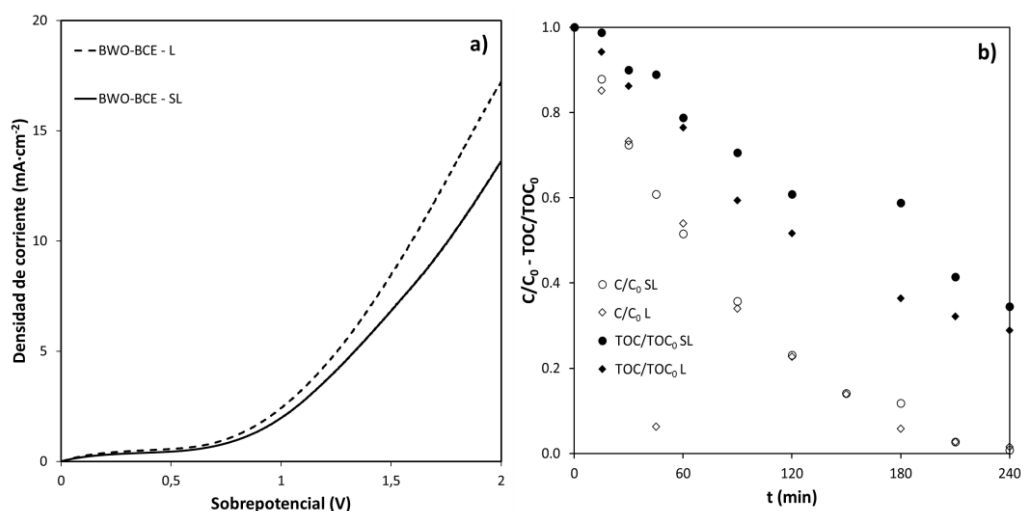 a)
BWO-BCE - L
BWO-BCE - SL
20
15
10
5
0
0
0,5
1
1,5
2
Densidad de corriente (mA·cm⁻²)
Sobrepotencial (V)
b)
1.0
0.8
0.6
0.4
0.2
0.0
0
60
120
180
240
C/C₀ - TOC/TOC₀
C/C₀ SL
C/C₀ L
TOC/TOC₀ SL
TOC/TOC₀ L
t (min)